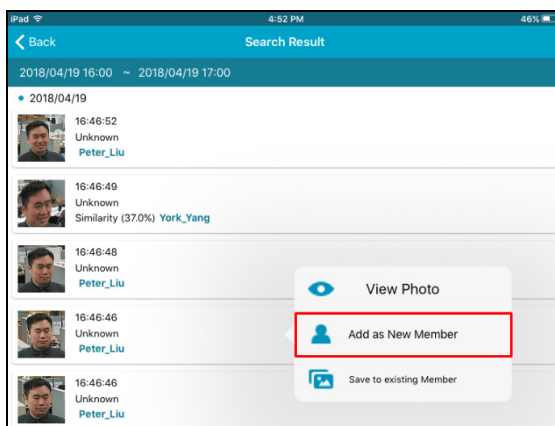 iPad 4:52 PM 46%
Back Search Result
2018/04/19 16:00 ~ 2018/04/19 17:00
2018/04/19
16:46:52
Unknown
Peter_Liu
16:46:49
Unknown
Similarity (37.0%) York_Yang
16:46:48
Unknown
Peter_Liu
16:46:46
Unknown
Peter_Liu
16:46:46
Unknown
Peter_Liu
View Photo
Add as New Member
Save to existing Member